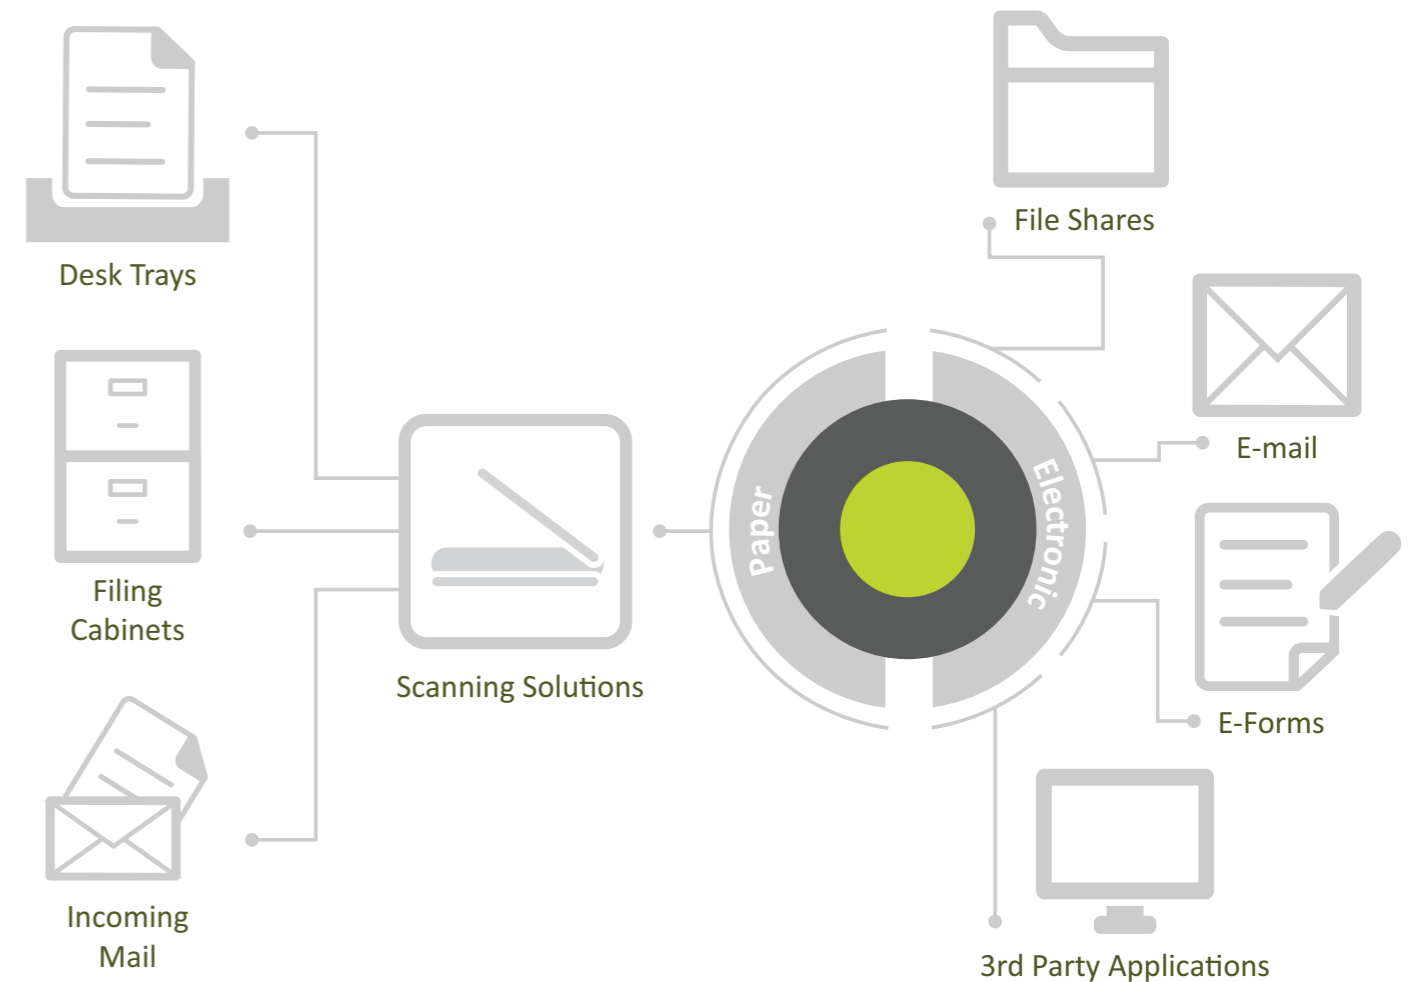 Desk Trays
Filing
Cabinets
Incoming
Mail
Scanning Solutions
Paper
Electronic
File Shares
E-mail
E-Forms
3rd Party Applications